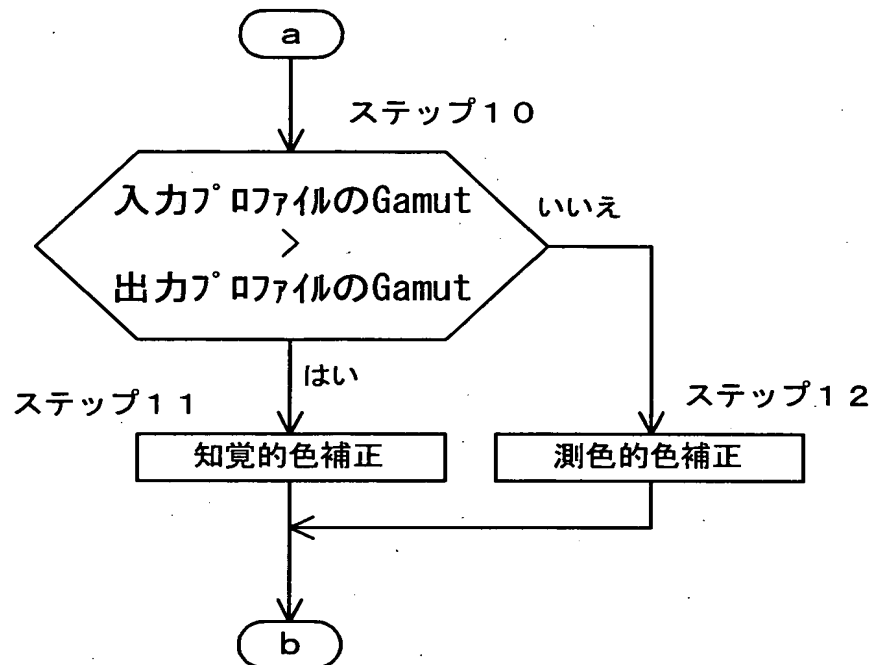 a
ステップ１０
入力ﾌﾟﾛﾌｧｲﾙのGamut
>
出力ﾌﾟﾛﾌｧｲﾙのGamut
いいえ
はい
ステップ１１
ステップ１２
知覚的色補正
測色的色補正
b